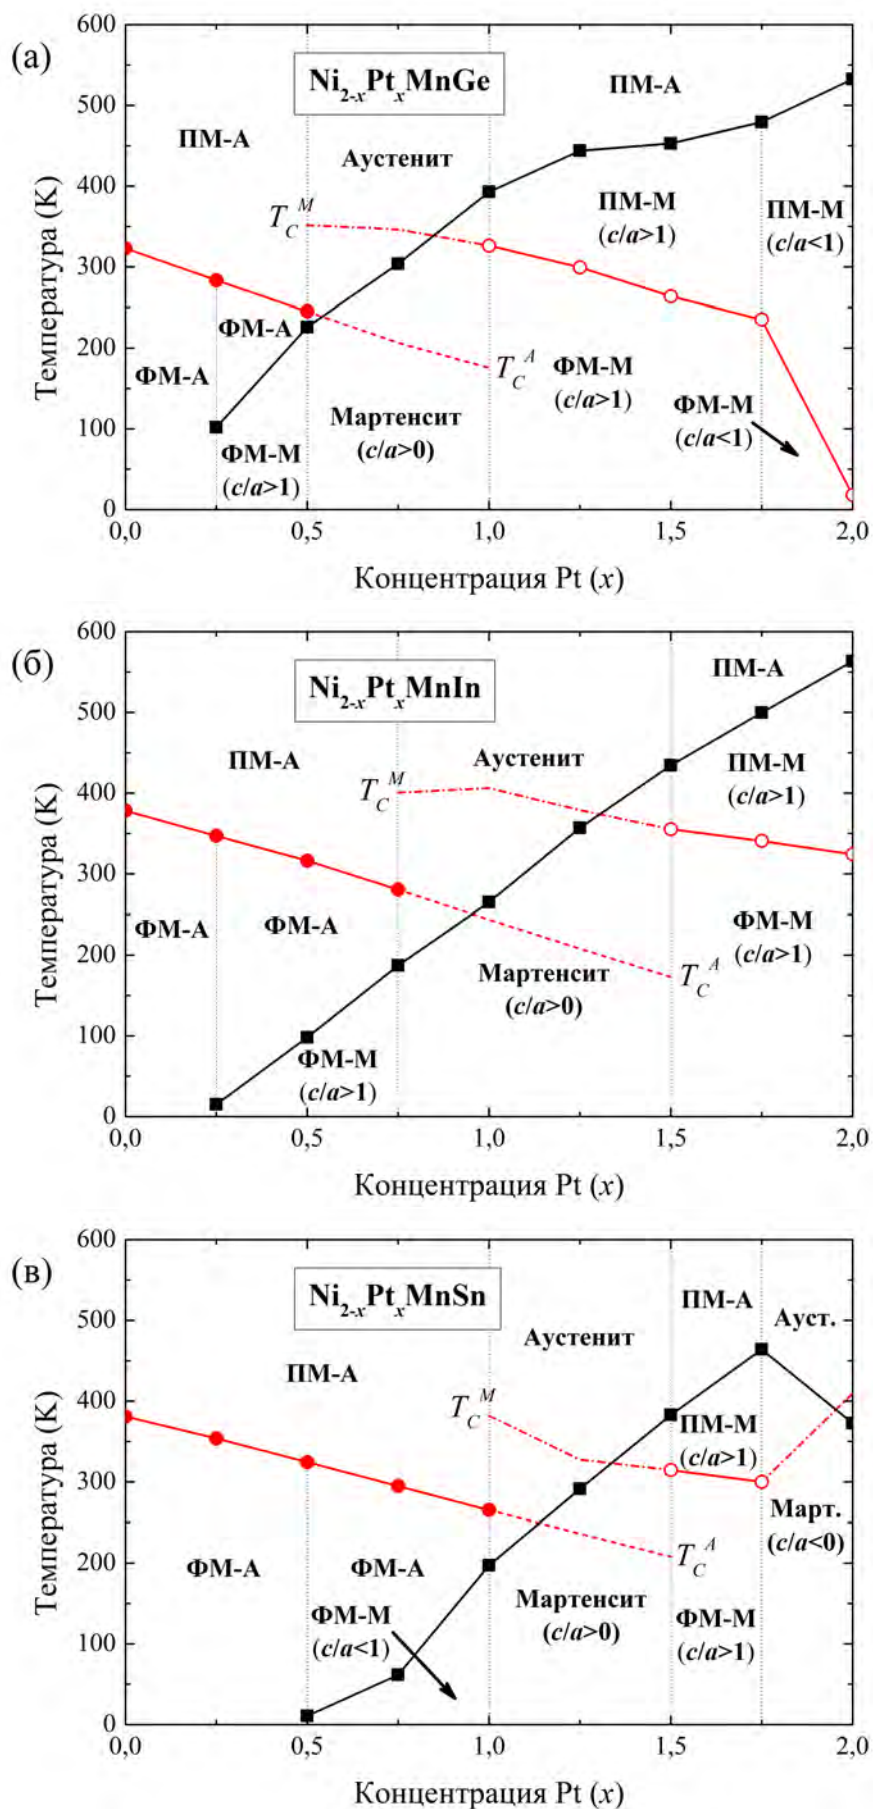 (а)
Температура (К)
600
500
400
300
200
100
0
Ni2-xPtxMnGe
ПМ-А
Аустенит
ПМ-А
T_C^M
ПМ-М
(c/a>1)
ПМ-М
(c/a<1)
ФМ-А
ФМ-А
T_C^A
ФМ-М
(c/a>1)
ФМ-М
(c/a<1)
Мартенсит
(c/a>0)
ФМ-М
(c/a>1)
0,0 0,5 1,0 1,5 2,0
Концентрация Pt (x)
(б)
Температура (К)
600
500
400
300
200
100
0
Ni2-xPtxMnIn
ПМ-А
Аустенит
ПМ-А
T_C^M
ПМ-М
(c/a>1)
ФМ-А
ФМ-А
ФМ-М
(c/a>1)
Мартенсит
(c/a>0)
T_C^A
ФМ-М
(c/a>1)
0,0 0,5 1,0 1,5 2,0
Концентрация Pt (x)
(в)
Температура (К)
600
500
400
300
200
100
0
Ni2-xPtxMnSn
ПМ-А
Ауст.
Аустенит
ПМ-А
T_C^M
ПМ-М
(c/a>1)
Март.
(c/a<0)
ФМ-А
ФМ-А
T_C^A
ФМ-М
(c/a<1)
Мартенсит
(c/a>0)
ФМ-М
(c/a>1)
0,0 0,5 1,0 1,5 2,0
Концентрация Pt (x)